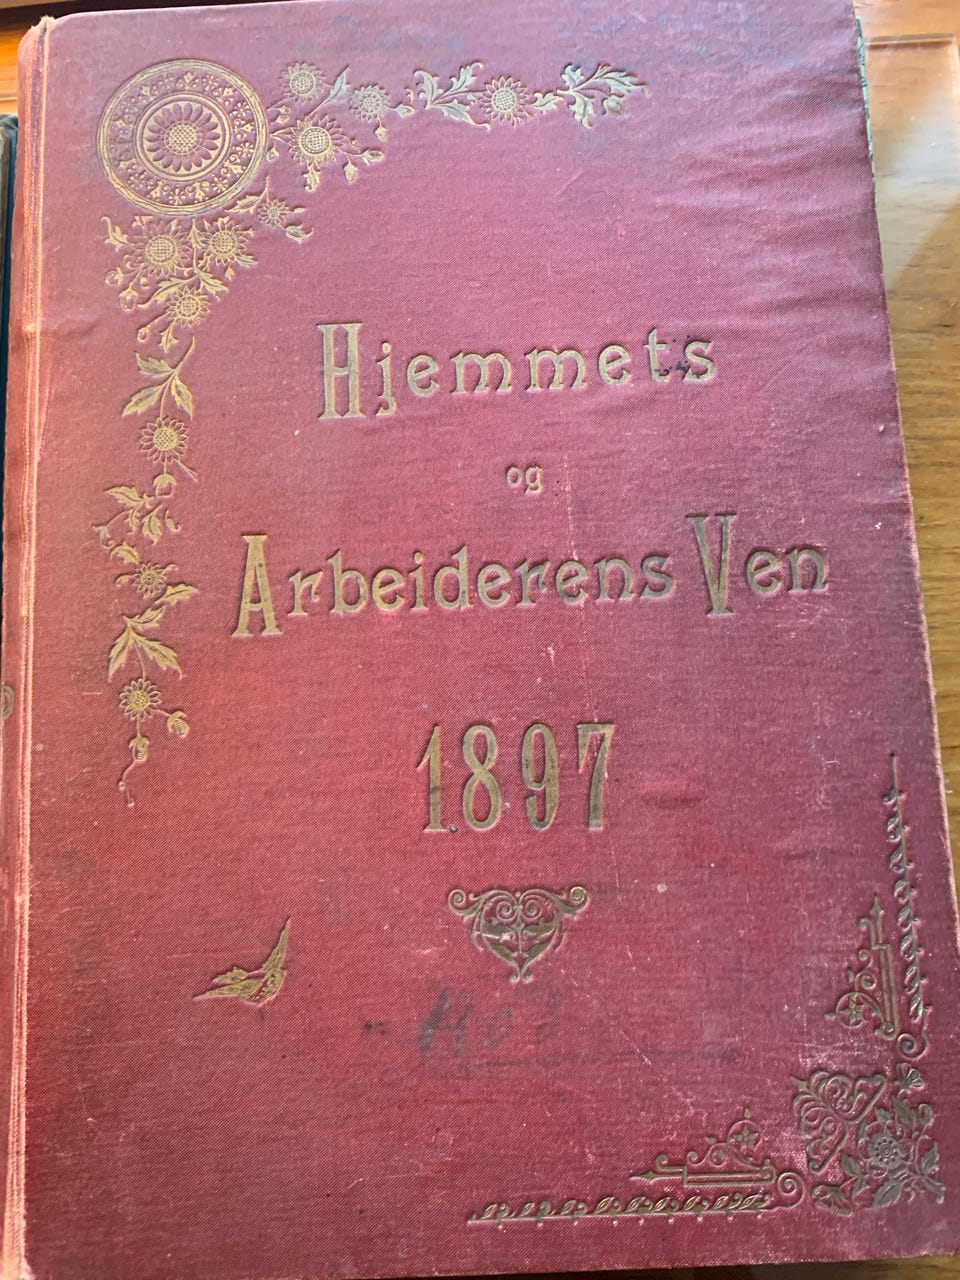 Hjemmets
og
Arbeiderens Ven
1897